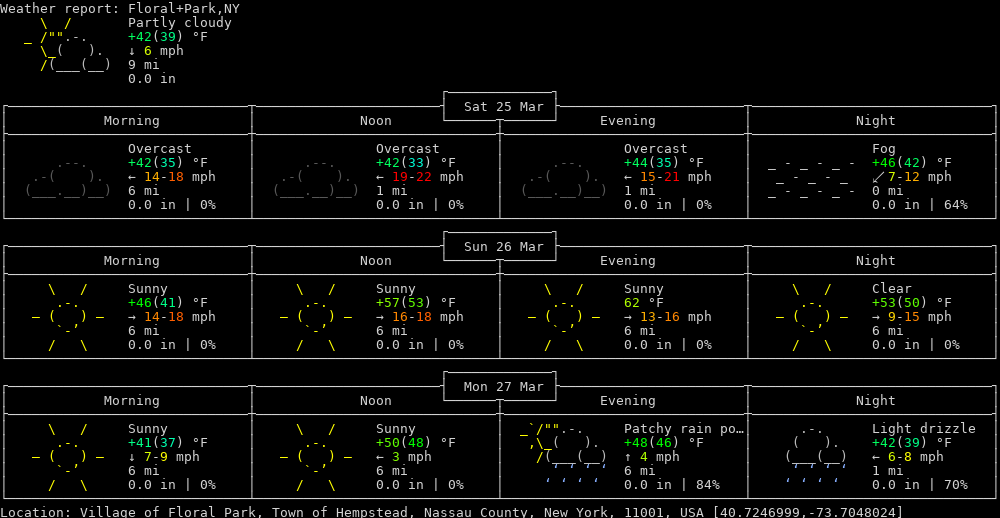 Weather report: Floral+Park,NY
Partly cloudy
+42(39) °F
↓ 6 mph
9 mi
0.0 in
Sat 25 Mar
Morning Noon Evening Night
Overcast Overcast Overcast Fog
+42(35) °F +42(33) °F +44(35) °F +46(42) °F
← 14-18 mph ← 19-22 mph ← 15-21 mph ↙ 7-12 mph
6 mi 1 mi 1 mi 0 mi
0.0 in | 0% 0.0 in | 0% 0.0 in | 0% 0.0 in | 64%
Sun 26 Mar
Morning Noon Evening Night
Sunny Sunny Sunny Clear
+46(41) °F +57(53) °F 62 °F +53(50) °F
→ 14-18 mph → 16-18 mph → 13-16 mph → 9-15 mph
6 mi 6 mi 6 mi 6 mi
0.0 in | 0% 0.0 in | 0% 0.0 in | 0% 0.0 in | 0%
Mon 27 Mar
Morning Noon Evening Night
Sunny Sunny Patchy rain po… Light drizzle
+41(37) °F +50(48) °F +48(46) °F +42(39) °F
↓ 7-9 mph ← 3 mph ↑ 4 mph ← 6-8 mph
6 mi 6 mi 6 mi 1 mi
0.0 in | 0% 0.0 in | 0% 0.0 in | 84% 0.0 in | 70%
Location: Village of Floral Park, Town of Hempstead, Nassau County, New York, 11001, USA [40.7246999,-73.7048024]